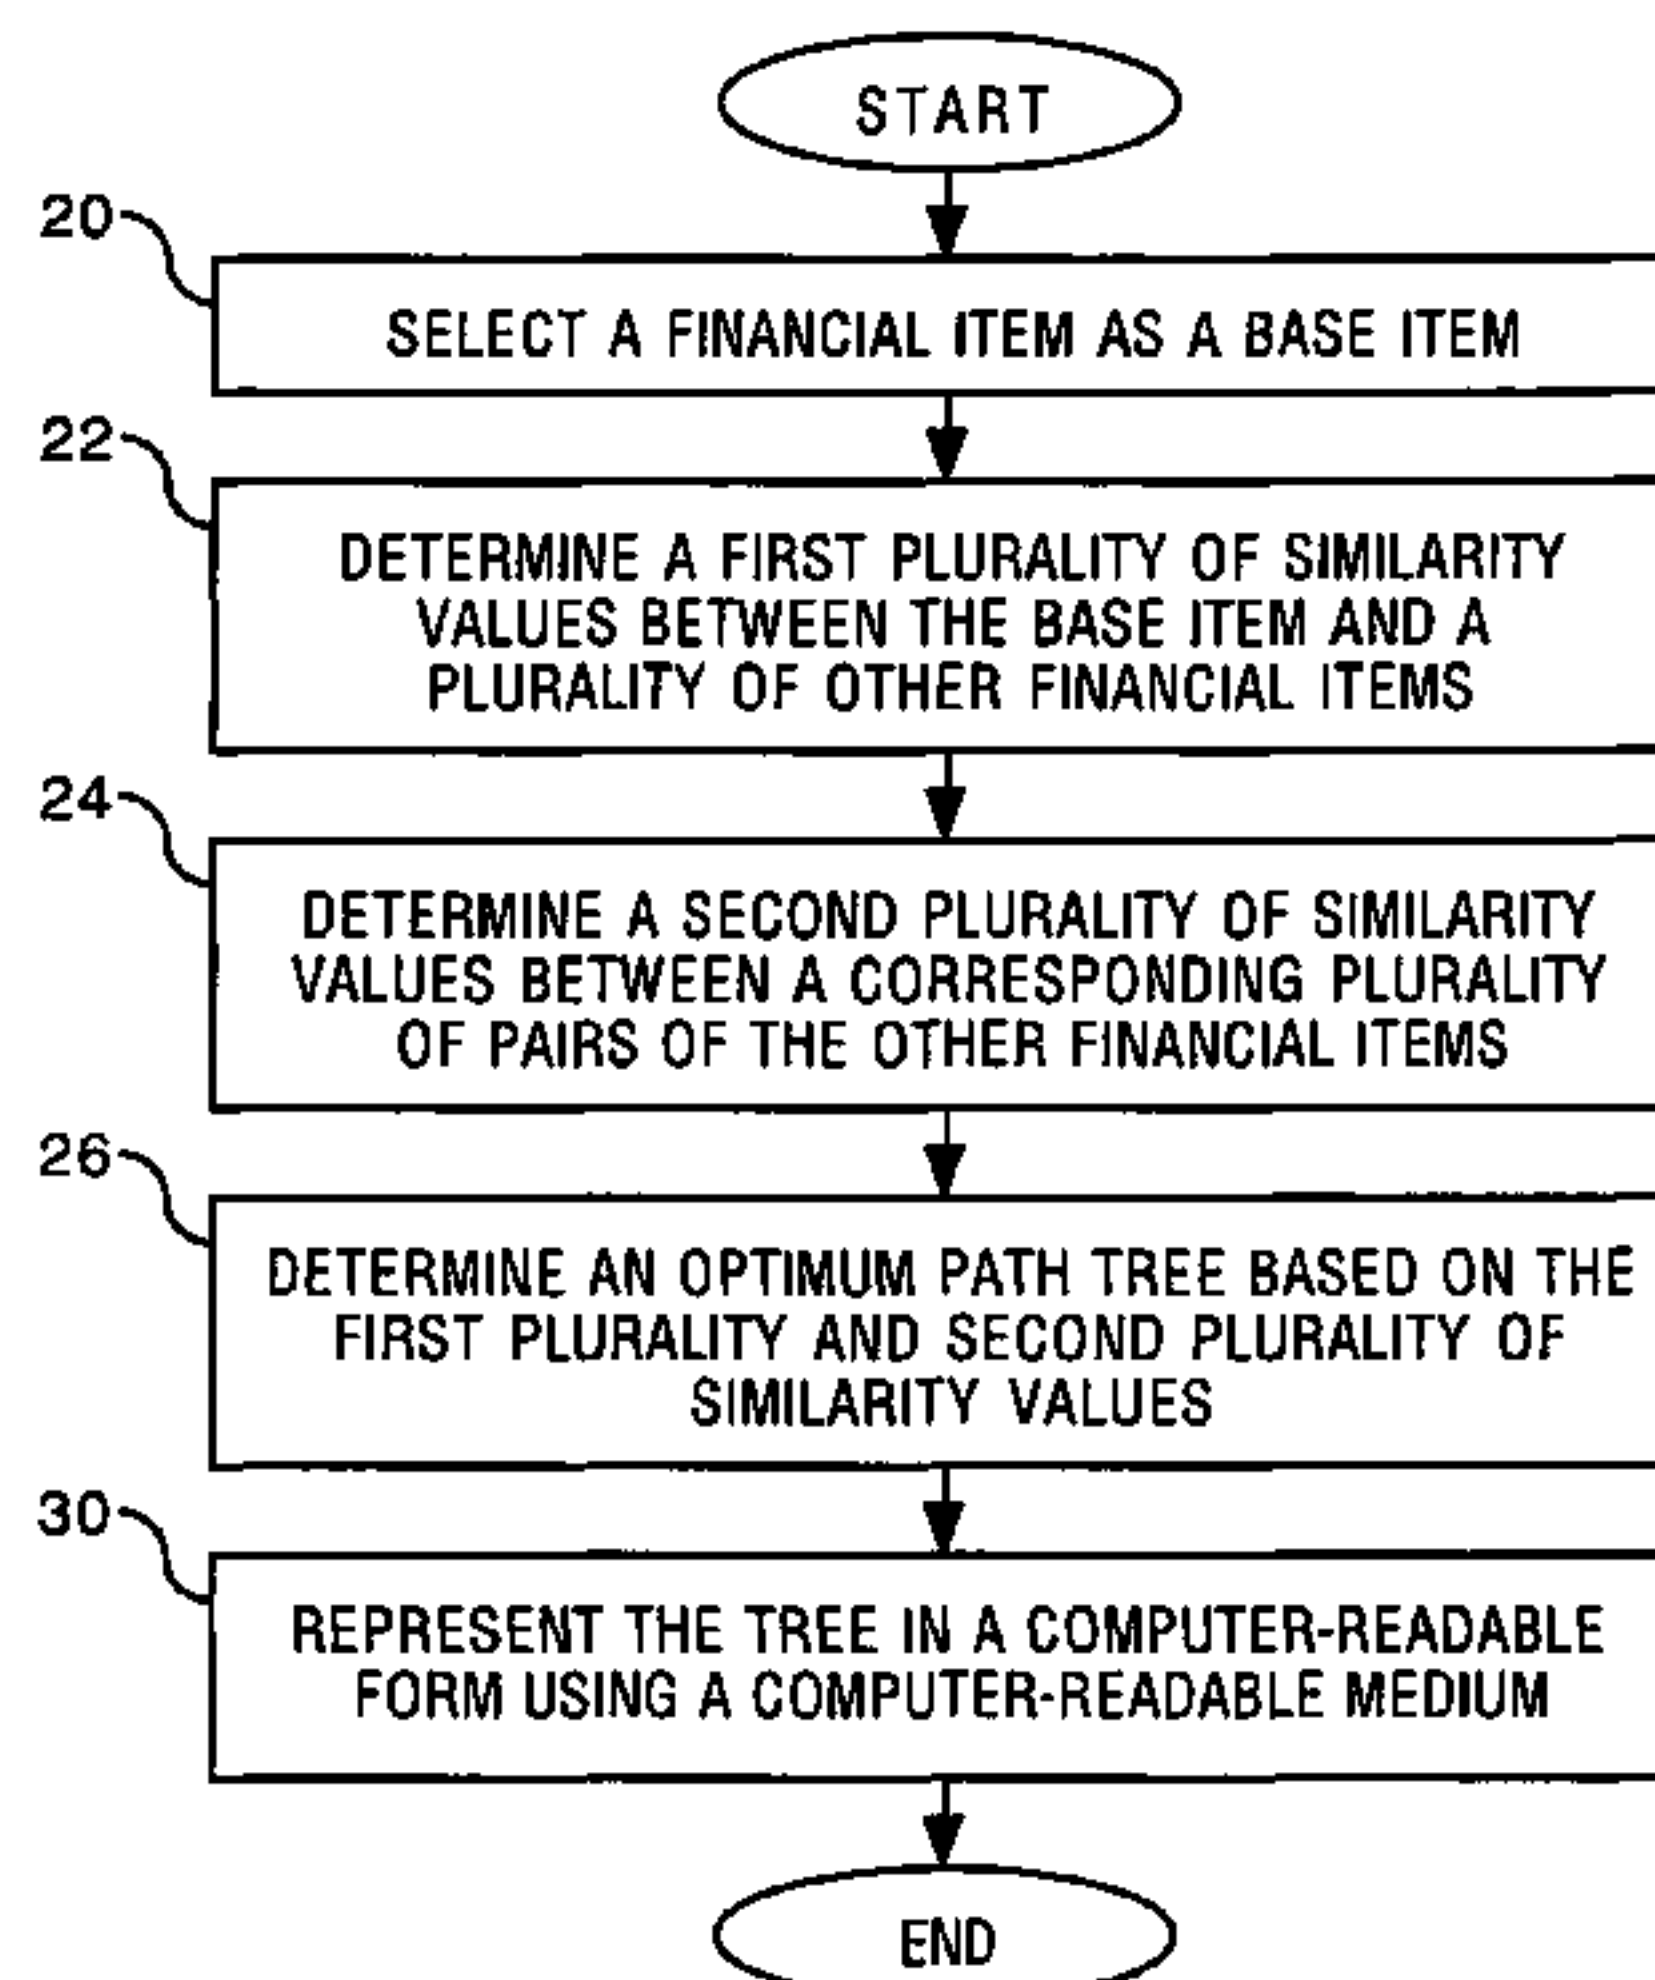 START
20
SELECT A FINANCIAL ITEM AS A BASE ITEM
22
DETERMINE A FIRST PLURALITY OF SIMILARITY
VALUES BETWEEN THE BASE ITEM AND A
PLURALITY OF OTHER FINANCIAL ITEMS
24
DETERMINE A SECOND PLURALITY OF SIMILARITY
VALUES BETWEEN A CORRESPONDING PLURALITY
OF PAIRS OF THE OTHER FINANCIAL ITEMS
26
DETERMINE AN OPTIMUM PATH TREE BASED ON THE
FIRST PLURALITY AND SECOND PLURALITY OF
SIMILARITY VALUES
30
REPRESENT THE TREE IN A COMPUTER-READABLE
FORM USING A COMPUTER-READABLE MEDIUM
END